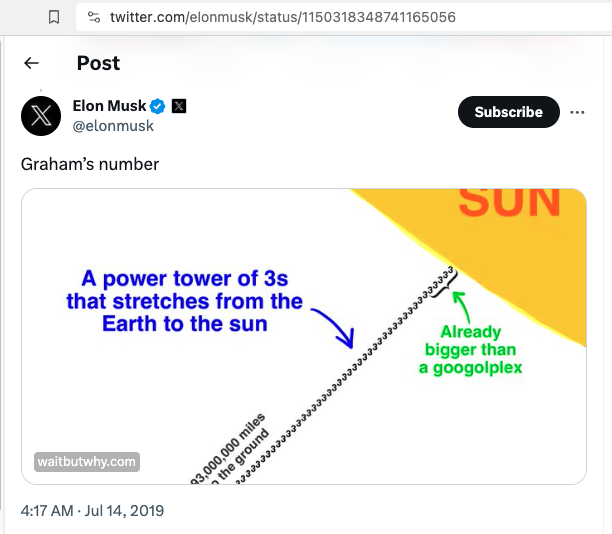 twitter.com/elonmusk/status/1150318348741165056
Post
Elon Musk
@elonmusk
Subscribe
Graham's number
SUN
A power tower of 3s
that stretches from the
Earth to the sun
Already
bigger than
a googolplex
93,000,000 miles
the ground
waitbutwhy.com
4:17 AM · Jul 14, 2019